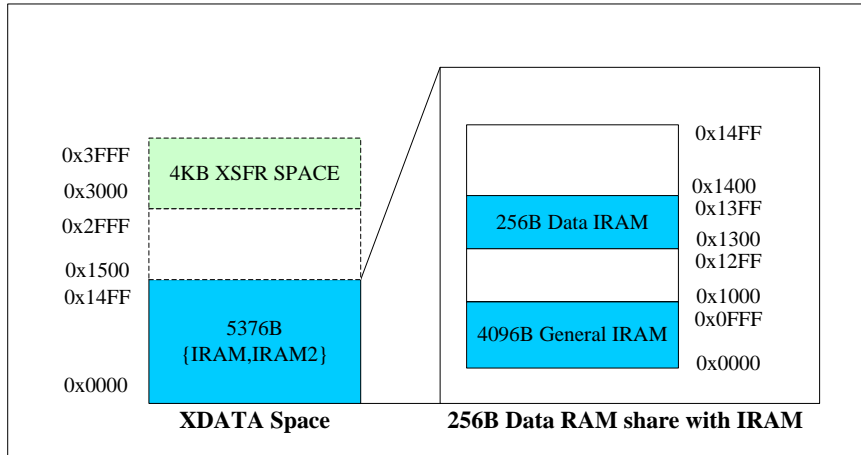 0x3FFF
4KB XSFR SPACE
0x3000
0x2FFF
0x1500
0x14FF
5376B
{IRAM,IRAM2}
0x0000
XDATA Space
0x14FF
0x1400
0x13FF
256B Data IRAM
0x1300
0x12FF
0x1000
0x0FFF
4096B General IRAM
0x0000
256B Data RAM share with IRAM